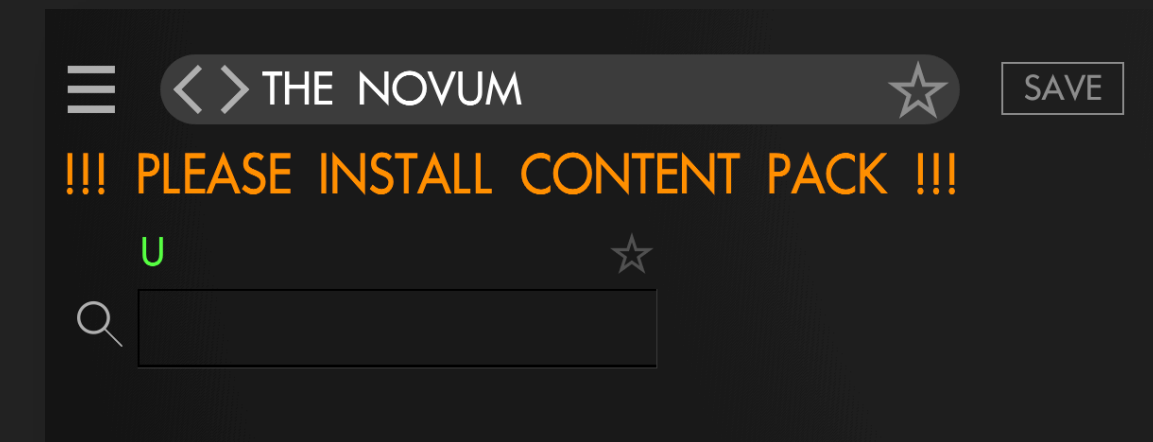 THE NOVUM
SAVE
!!! PLEASE INSTALL CONTENT PACK !!!
U